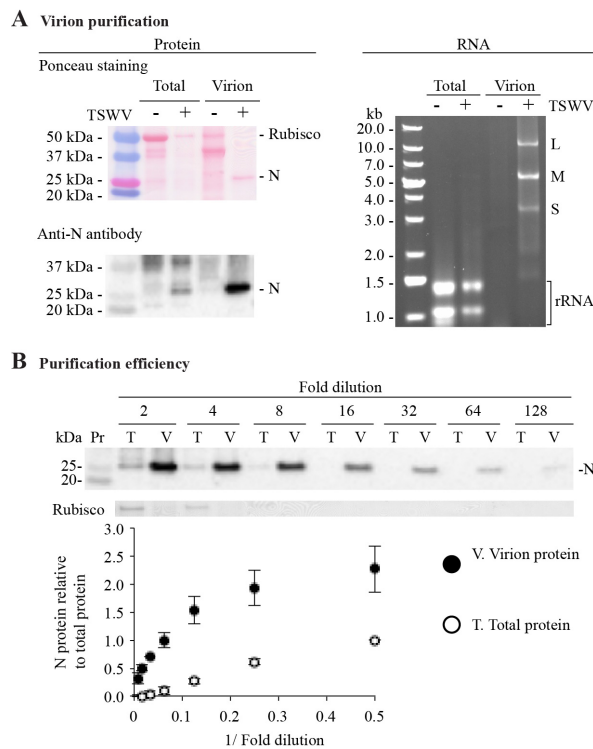 A Virion purification
Protein
RNA
Ponceau staining
Total Virion
TSWV - + - +
50 kDa - - Rubisco
37 kDa -
25 kDa - - N
20 kDa -
Anti-N antibody
37 kDa -
25 kDa - - N
20 kDa -
Total Virion
kb - + - + TSWV
20.0 -
10.0 - L
7.0 -
5.0 - M
4.0 -
3.0 - S
2.0 -
1.5 -
rRNA
1.0 -
B Purification efficiency
Fold dilution
2 4 8 16 32 64 128
kDa Pr T V T V T V T V T V T V T V
25- -N
20-
Rubisco
N protein relative
to total protein
3.0
2.5
2.0
1.5
1.0
0.5
0.0
0 0.1 0.2 0.3 0.4 0.5
1/ Fold dilution
V. Virion protein
T. Total protein